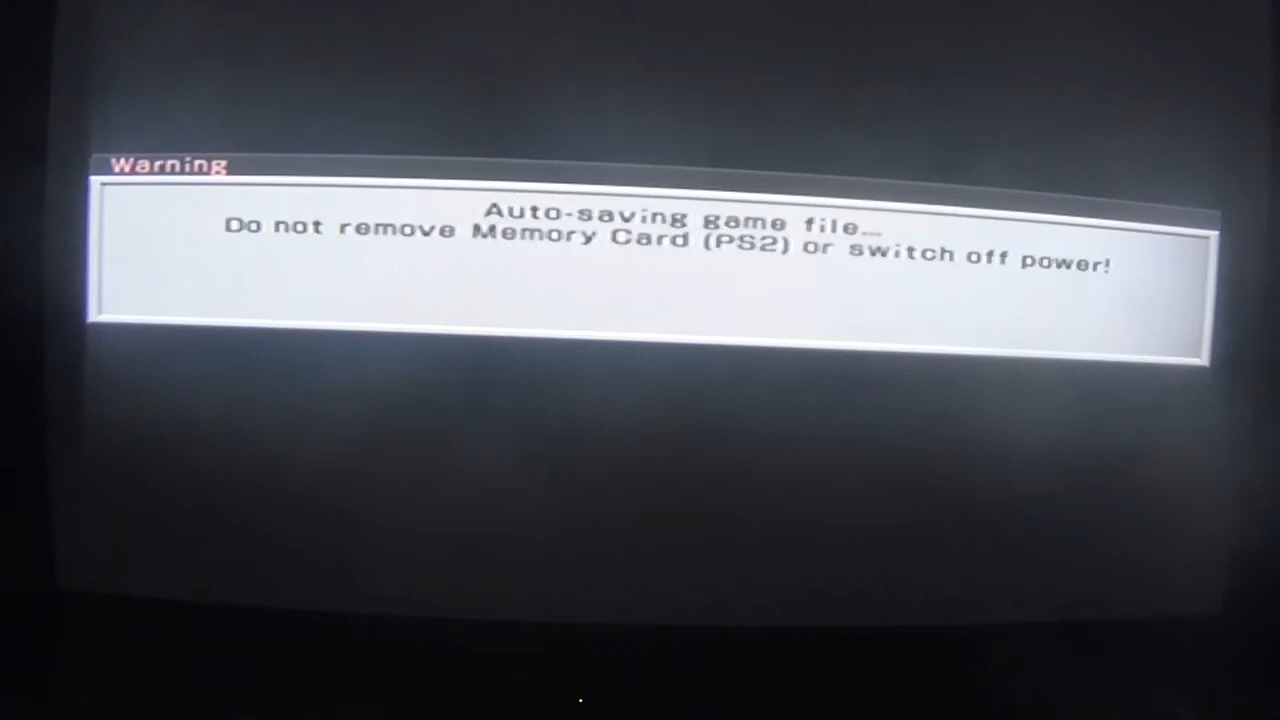 Warning
Auto-saving game file...
Do not remove Memory Card (PS2) or switch off power!